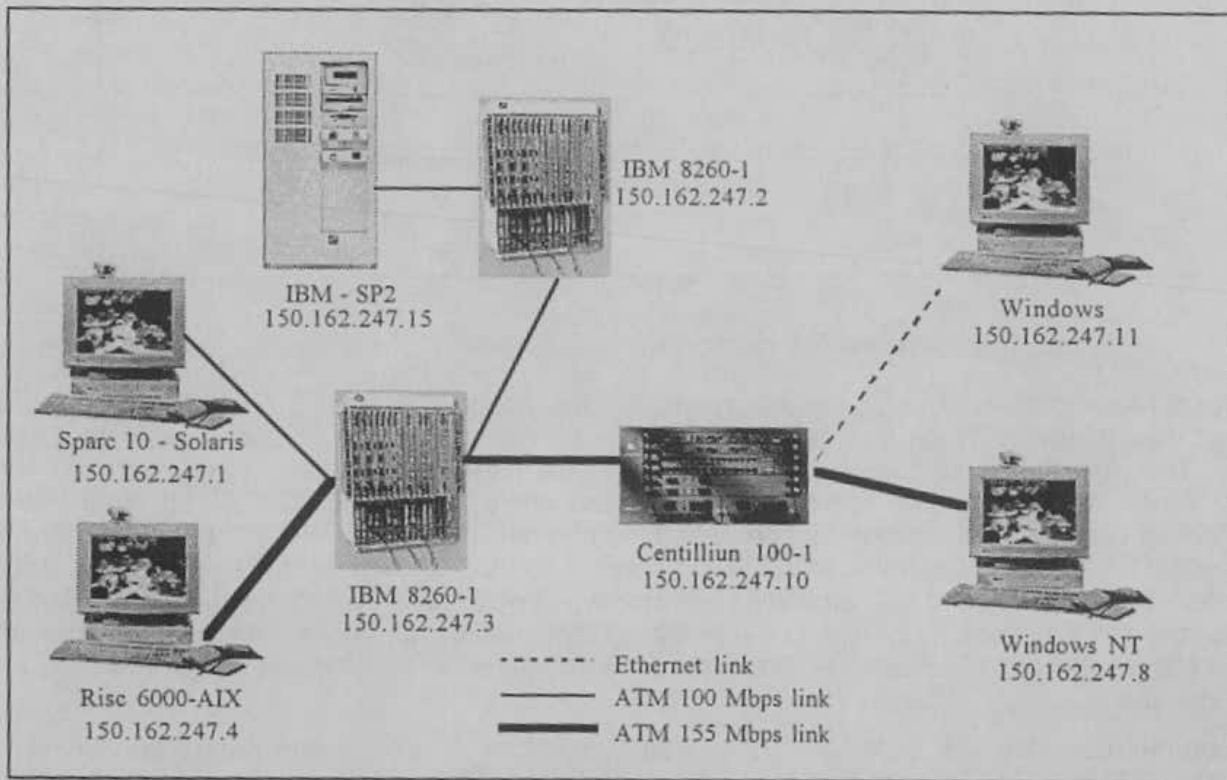 IBM 8260-1
150.162.247.2
IBM - SP2
150.162.247.15
Windows
150.162.247.11
Sparc 10 - Solaris
150.162.247.1
IBM 8260-1
150.162.247.3
Centilliun 100-1
150.162.247.10
Windows NT
150.162.247.8
Risc 6000-AIX
150.162.247.4
Ethernet link
ATM 100 Mbps link
ATM 155 Mbps link